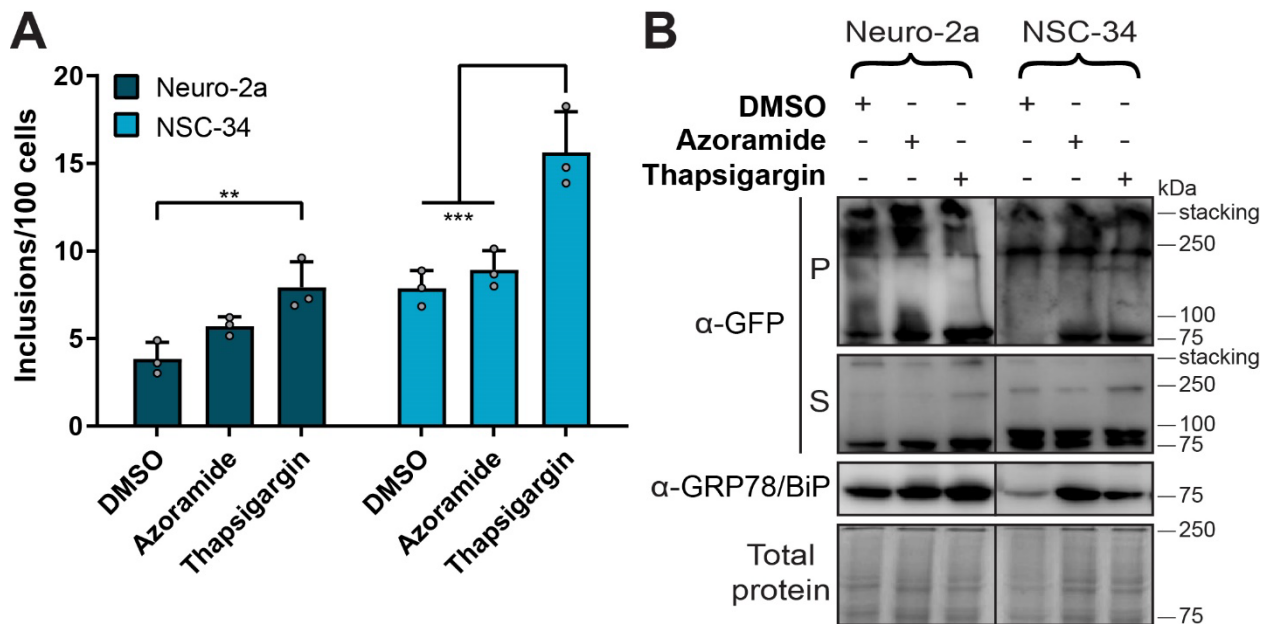 A
Inclusions/100 cells
20
15
10
5
0
Neuro-2a
NSC-34
**
***
DMSO
Azoramide
Thapsigargin
DMSO
Azoramide
Thapsigargin
B
Neuro-2a NSC-34
DMSO + - - + - -
Azoramide - + - - + -
Thapsigargin - - + - - +
kDa
α-GFP
P
stacking
250
100
75
S
stacking
250
100
75
α-GRP78/BiP
75
Total
protein
250
75